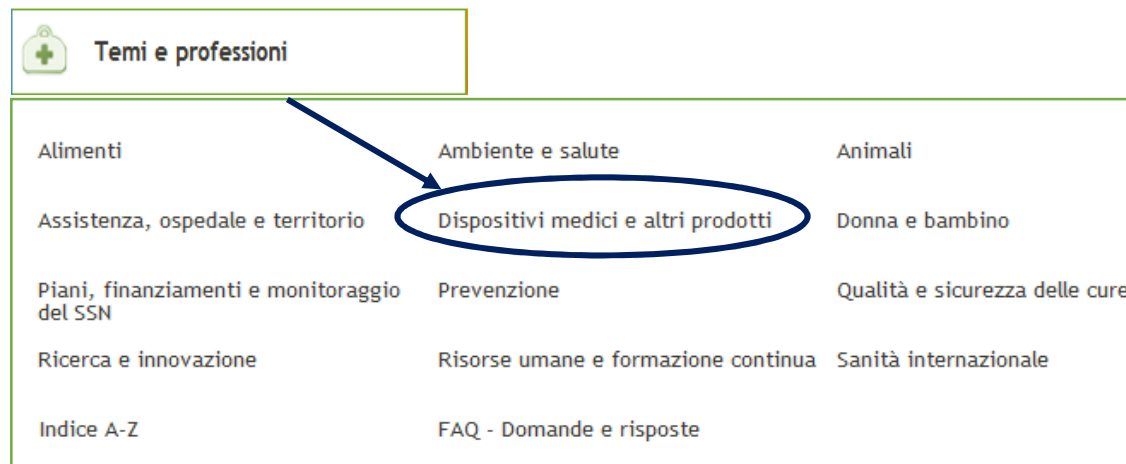 Temi e professioni
Alimenti
Ambiente e salute
Animali
Assistenza, ospedale e territorio
Dispositivi medici e altri prodotti
Donna e bambino
Piani, finanziamenti e monitoraggio
del SSN
Prevenzione
Qualità e sicurezza delle cure
Ricerca e innovazione
Risorse umane e formazione continua
Sanità internazionale
Indice A-Z
FAQ - Domande e risposte